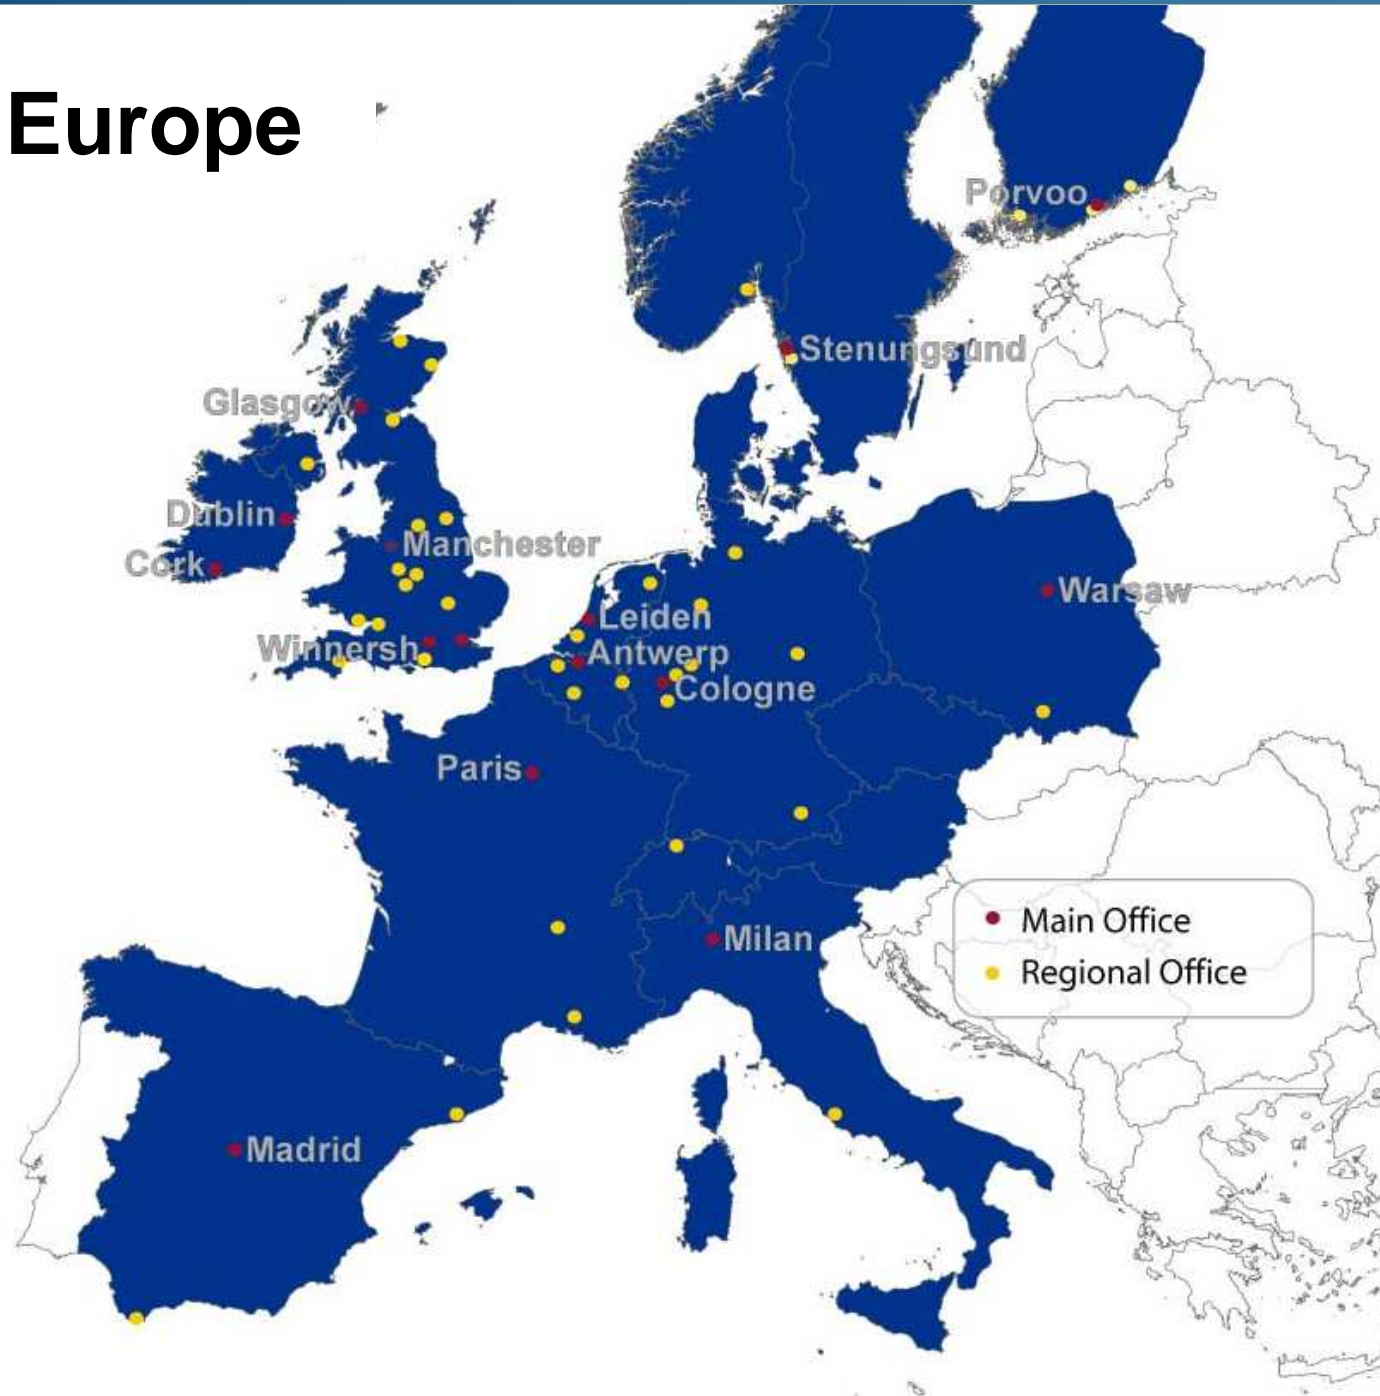 Europe
Porvoo
Stenungsund
Glasgow
Dublin
Manchester
Cork
Warsaw
Leiden
Winnersh
Antwerp
Cologne
Paris
Main Office
Milan
Regional Office
Madrid